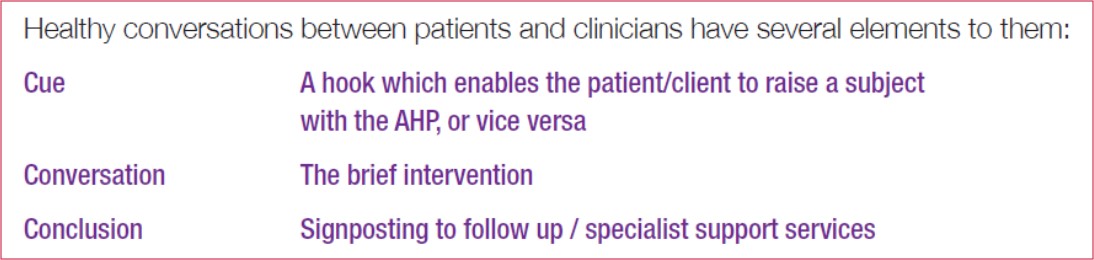 Healthy conversations between patients and clinicians have several elements to them:
Cue A hook which enables the patient/client to raise a subject
with the AHP, or vice versa
Conversation The brief intervention
Conclusion Signposting to follow up / specialist support services